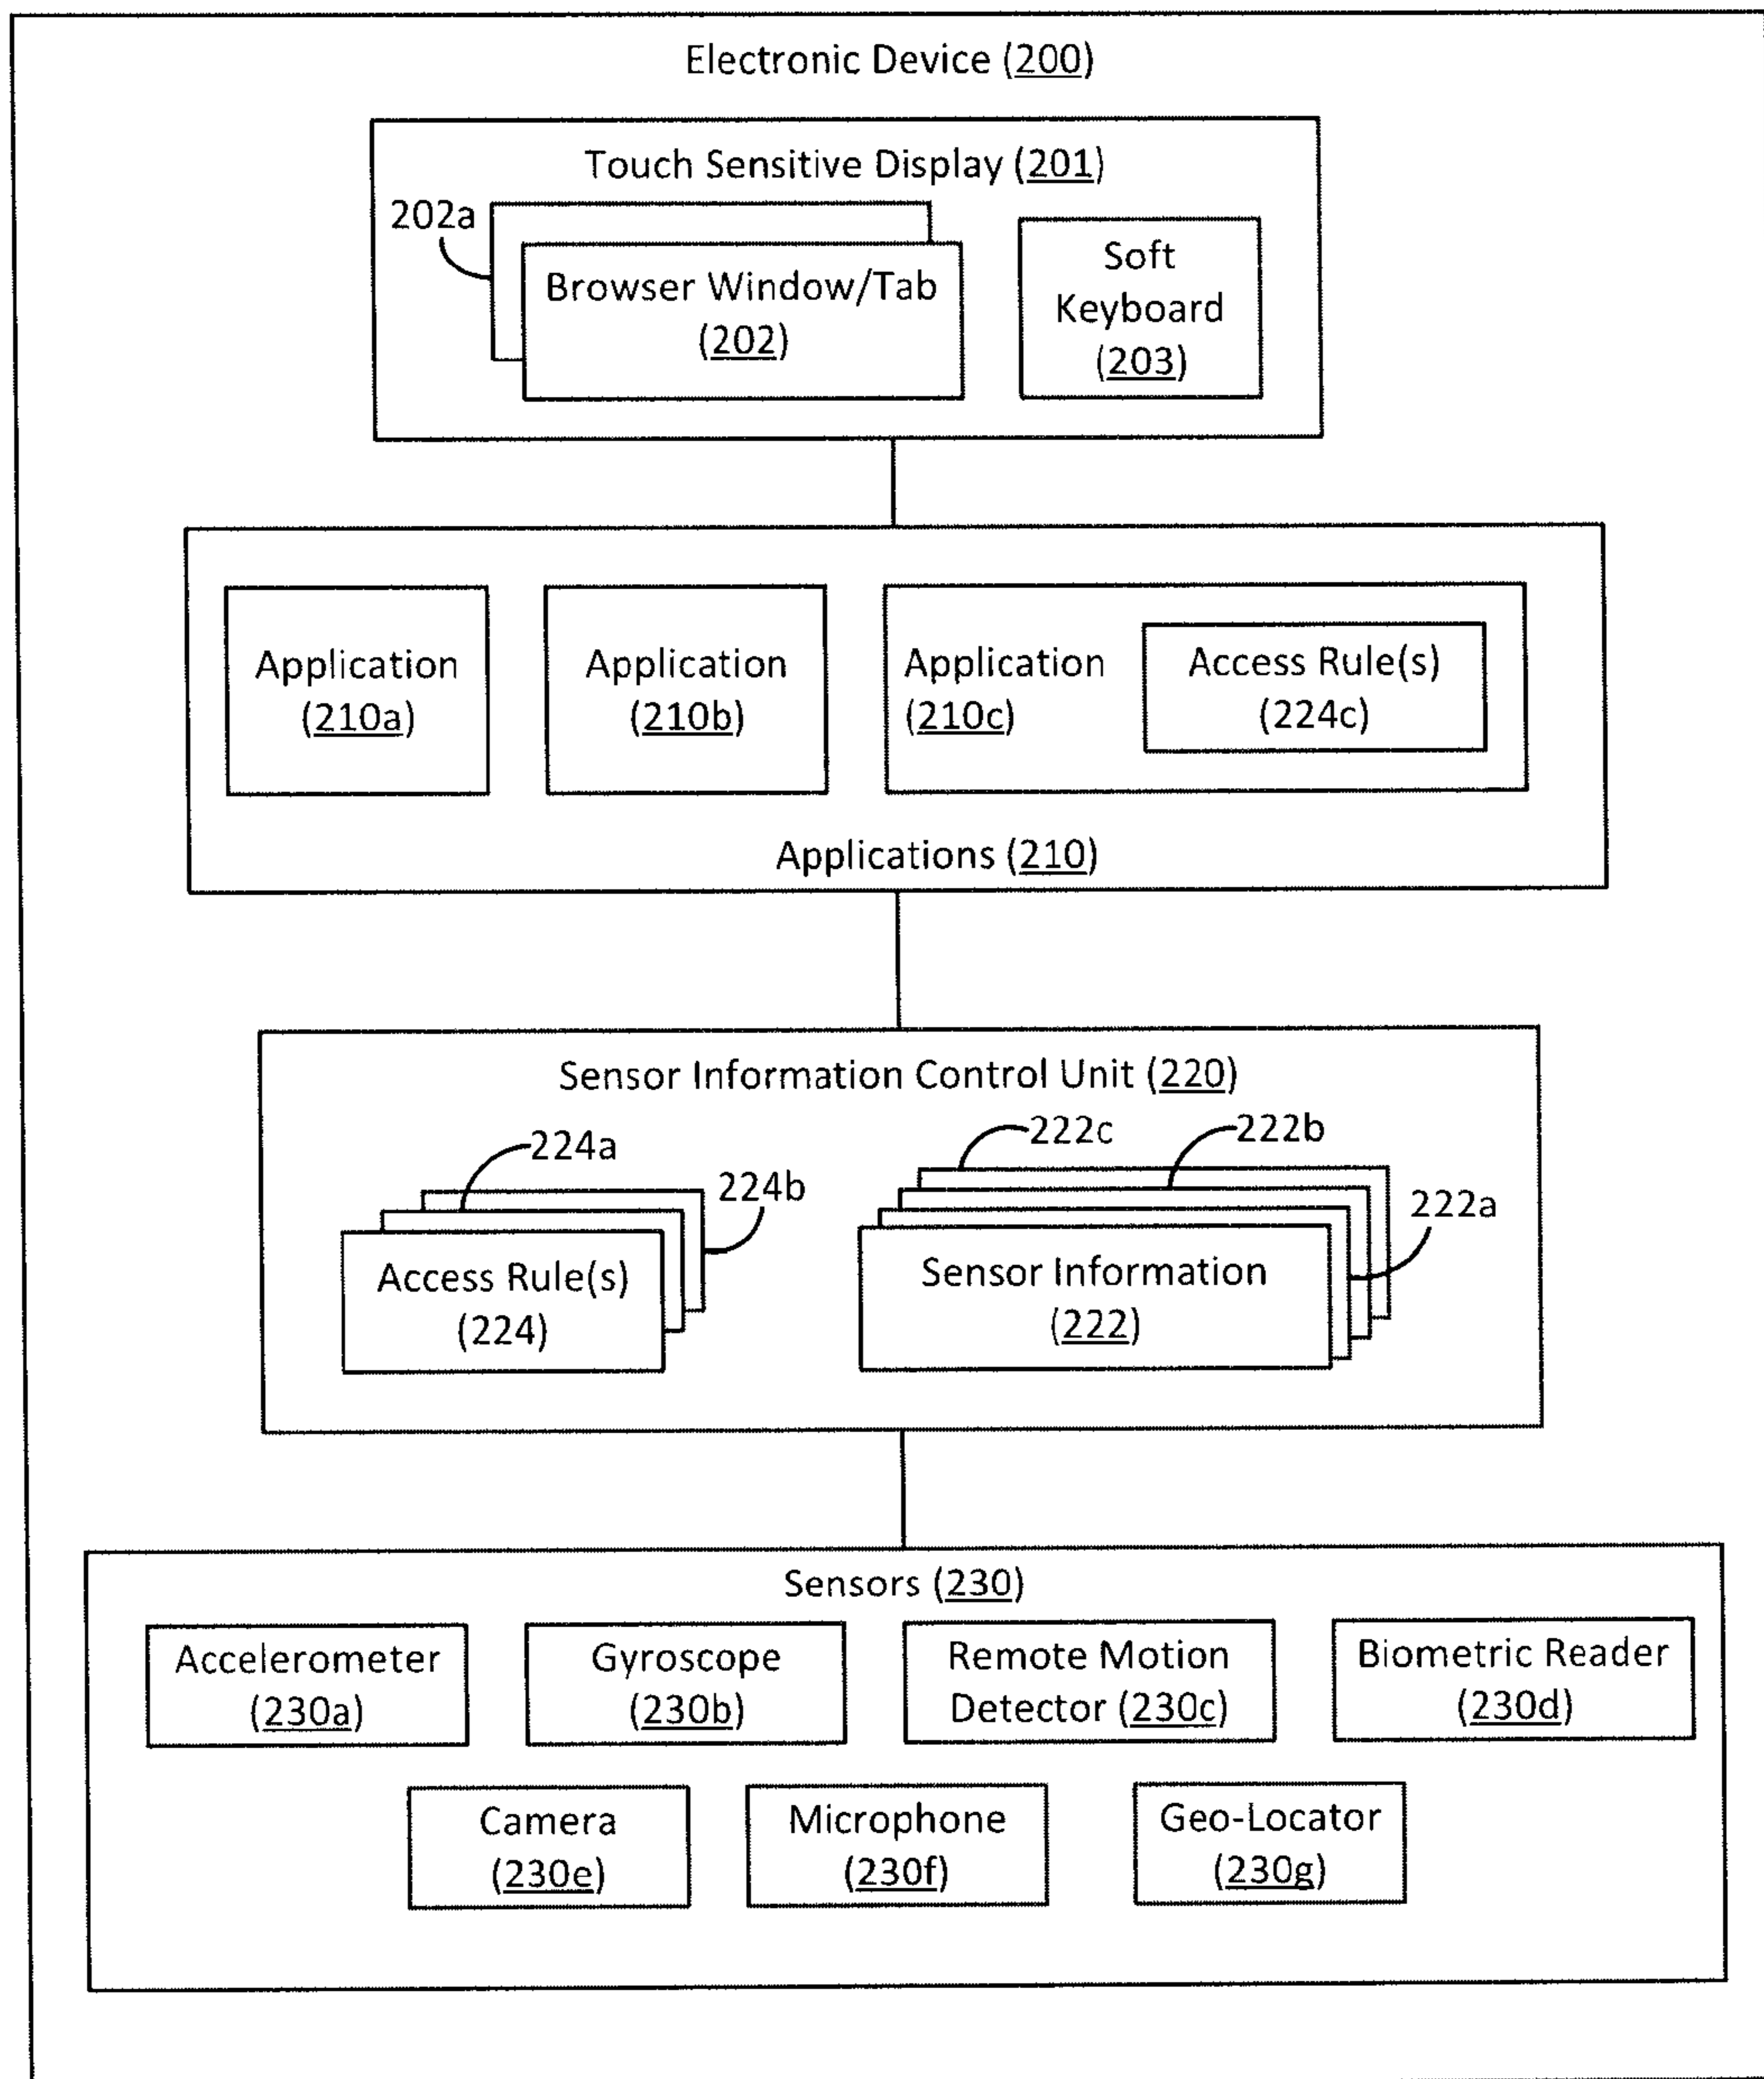 Electronic Device (200)
Touch Sensitive Display (201)
202a
Browser Window/Tab
(202)
Soft
Keyboard
(203)
Application
(210a)
Application
(210b)
Application
(210c)
Access Rule(s)
(224c)
Applications (210)
Sensor Information Control Unit (220)
224a
224b
Access Rule(s)
(224)
222c
222b
222a
Sensor Information
(222)
Sensors (230)
Accelerometer
(230a)
Gyroscope
(230b)
Remote Motion
Detector (230c)
Biometric Reader
(230d)
Camera
(230e)
Microphone
(230f)
Geo-Locator
(230g)